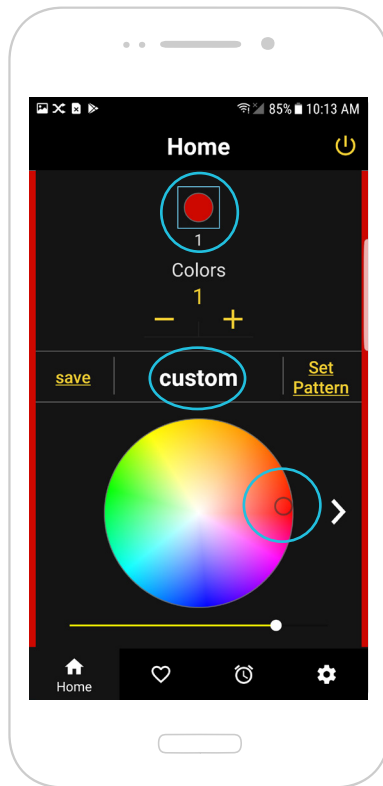 85% 10:13 AM
Home
1
Colors
1
− +
save custom Set
Pattern
Home